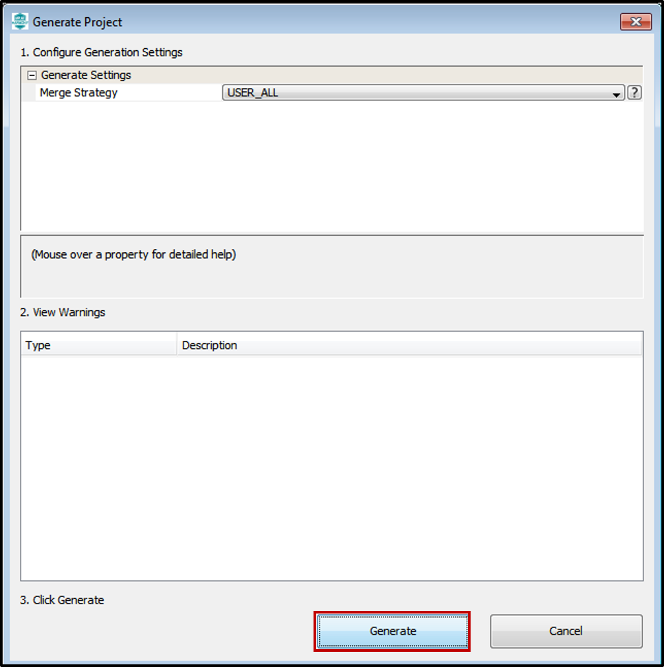 Generate Project
1. Configure Generation Settings
Generate Settings
Merge Strategy USER_ALL ?
(Mouse over a property for detailed help)
2. View Warnings
Type Description
3. Click Generate
Generate Cancel